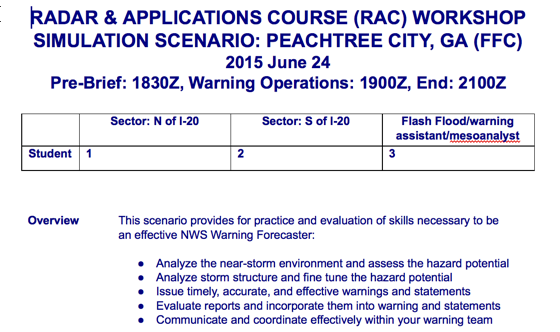 RADAR & APPLICATIONS COURSE (RAC) WORKSHOP
SIMULATION SCENARIO: PEACHTREE CITY, GA (FFC)
2015 June 24
Pre-Brief: 1830Z, Warning Operations: 1900Z, End: 2100Z
Sector: N of I-20 Sector: S of I-20 Flash Flood/warning
assistant/mesoanalyst
Student 1 2 3
Overview This scenario provides for practice and evaluation of skills necessary to be
an effective NWS Warning Forecaster:
● Analyze the near-storm environment and assess the hazard potential
● Analyze storm structure and fine tune the hazard potential
● Issue timely, accurate, and effective warnings and statements
● Evaluate reports and incorporate them into warning and statements
● Communicate and coordinate effectively within your warning team